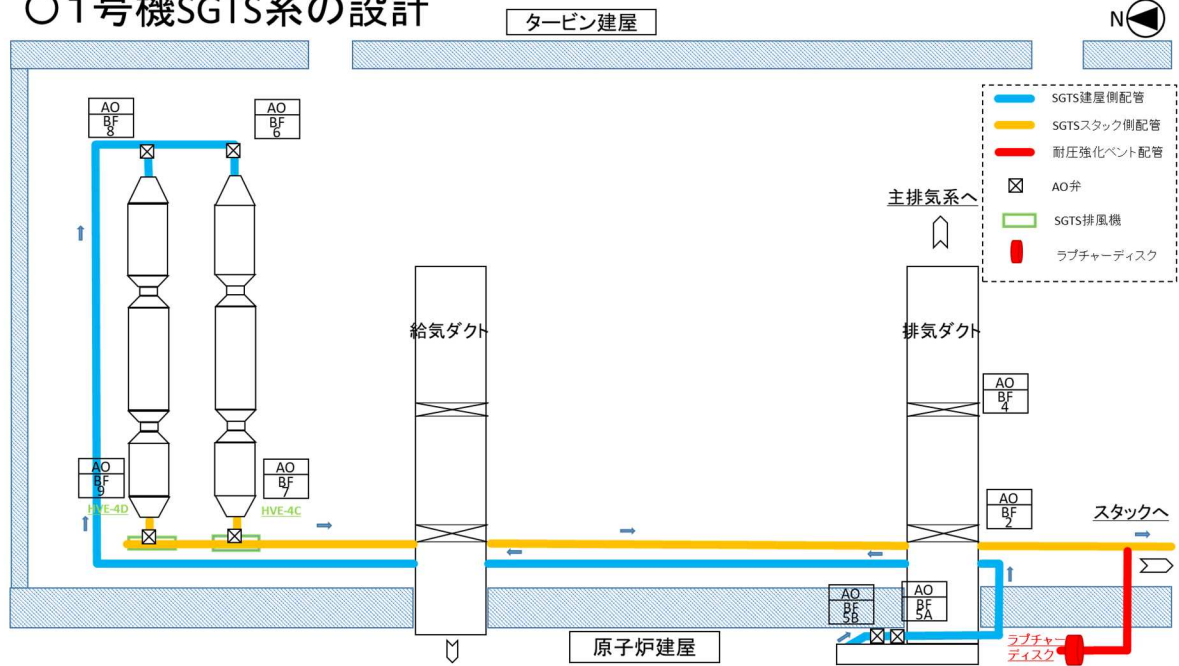 〇1号機SGTS系の設計
タービン建屋
N
SGTS建屋側配管
SGTSスタック側配管
耐圧強化ベント配管
AO弁
SGTS排風機
ラプチャーディスク
AO
BF
8
AO
BF
6
主排気系へ
給気ダクト
排気ダクト
AO
BF
4
AO
BF
9
HVE-4D
AO
BF
7
HVE-4C
AO
BF
2
スタックへ
AO
BF
5B
AO
BF
5A
原子炉建屋
ラプチャー
ディスク